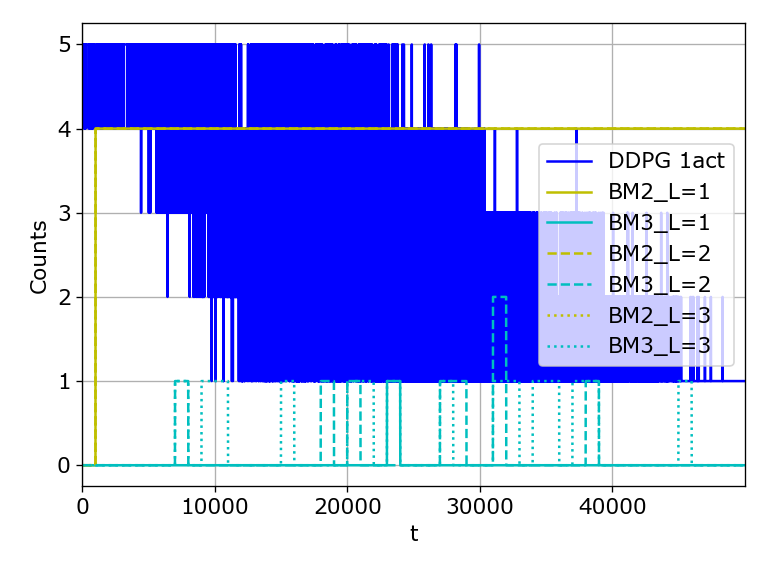 5
4
3
2
1
0
Counts
0 10000 20000 30000 40000
t
DDPG 1act
BM2_L=1
BM3_L=1
BM2_L=2
BM3_L=2
BM2_L=3
BM3_L=3